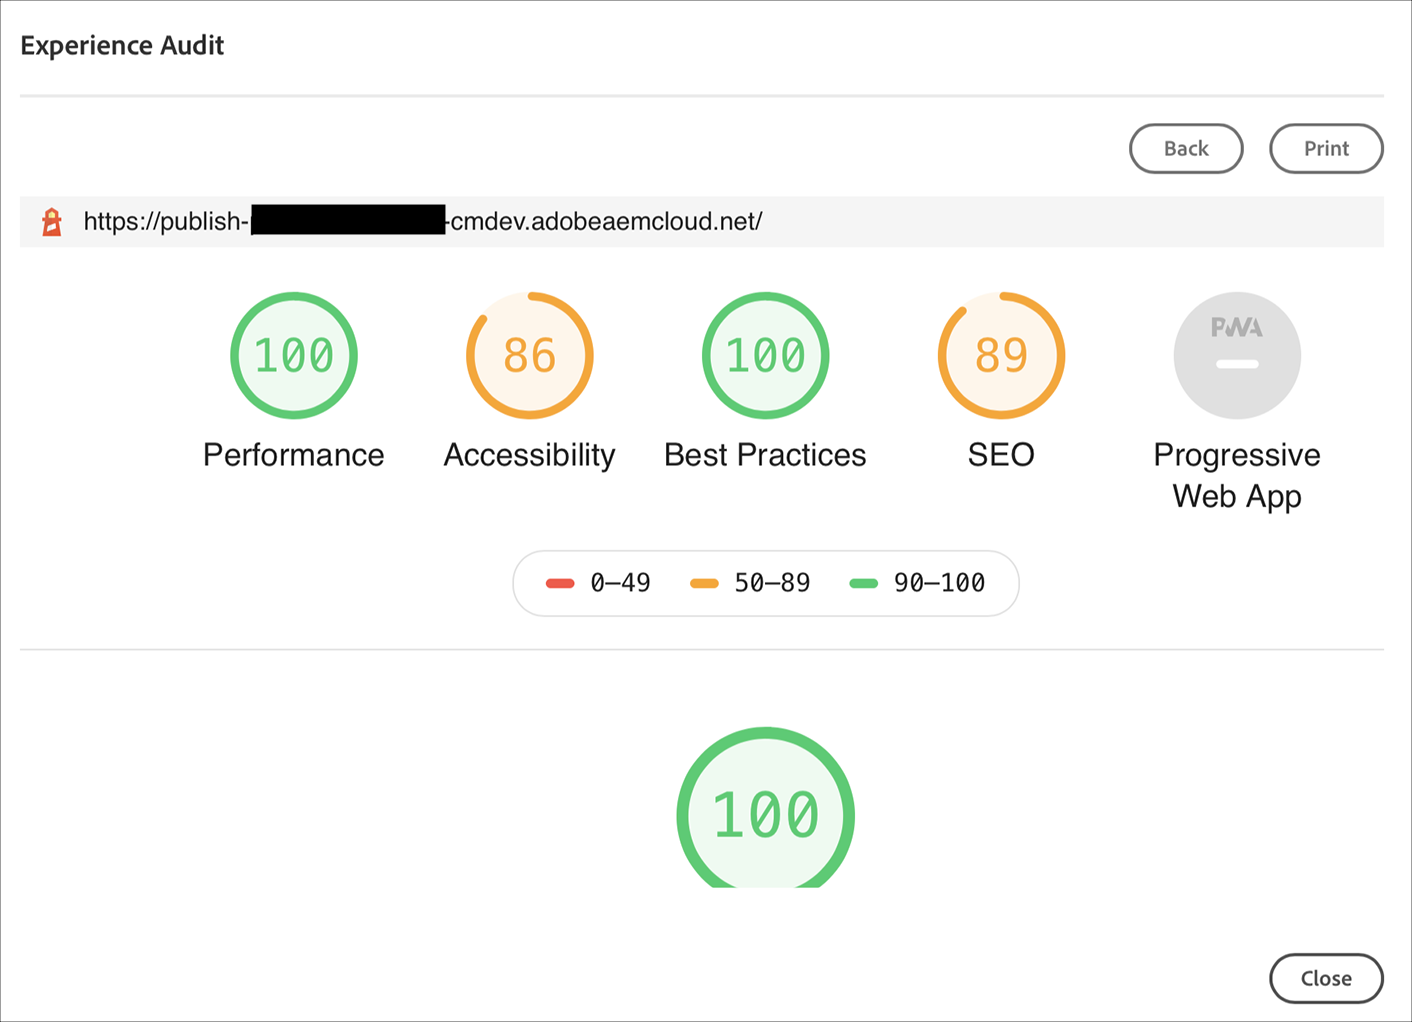 Experience Audit
Back
Print
https://publish-
-cmdev.adobeaemcloud.net/
100
86
100
89
PWA
Performance
Accessibility
Best Practices
SEO
Progressive
Web App
0–49
50–89
90–100
100
Close